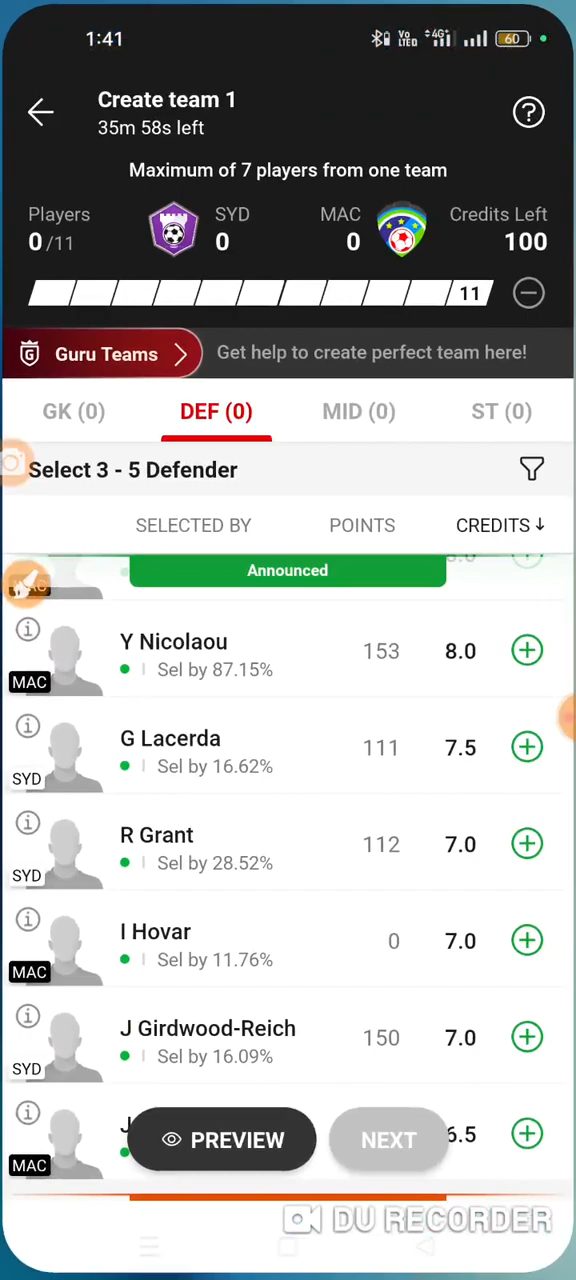 1:41
Vo LTED 4G+ 60
Create team 1
35m 58s left
?
Maximum of 7 players from one team
Players SYD MAC Credits Left
0/11 0 0 100
11
Guru Teams
Get help to create perfect team here!
GK (0) DEF (0) MID (0) ST (0)
Select 3 - 5 Defender
SELECTED BY POINTS CREDITS↓
Announced
Y Nicolaou 153 8.0
MAC Sel by 87.15%
G Lacerda 111 7.5
SYD Sel by 16.62%
R Grant 112 7.0
SYD Sel by 28.52%
I Hovar 0 7.0
MAC Sel by 11.76%
J Girdwood-Reich 150 7.0
SYD Sel by 16.09%
J 6.5
MAC
PREVIEW NEXT
DU RECORDER